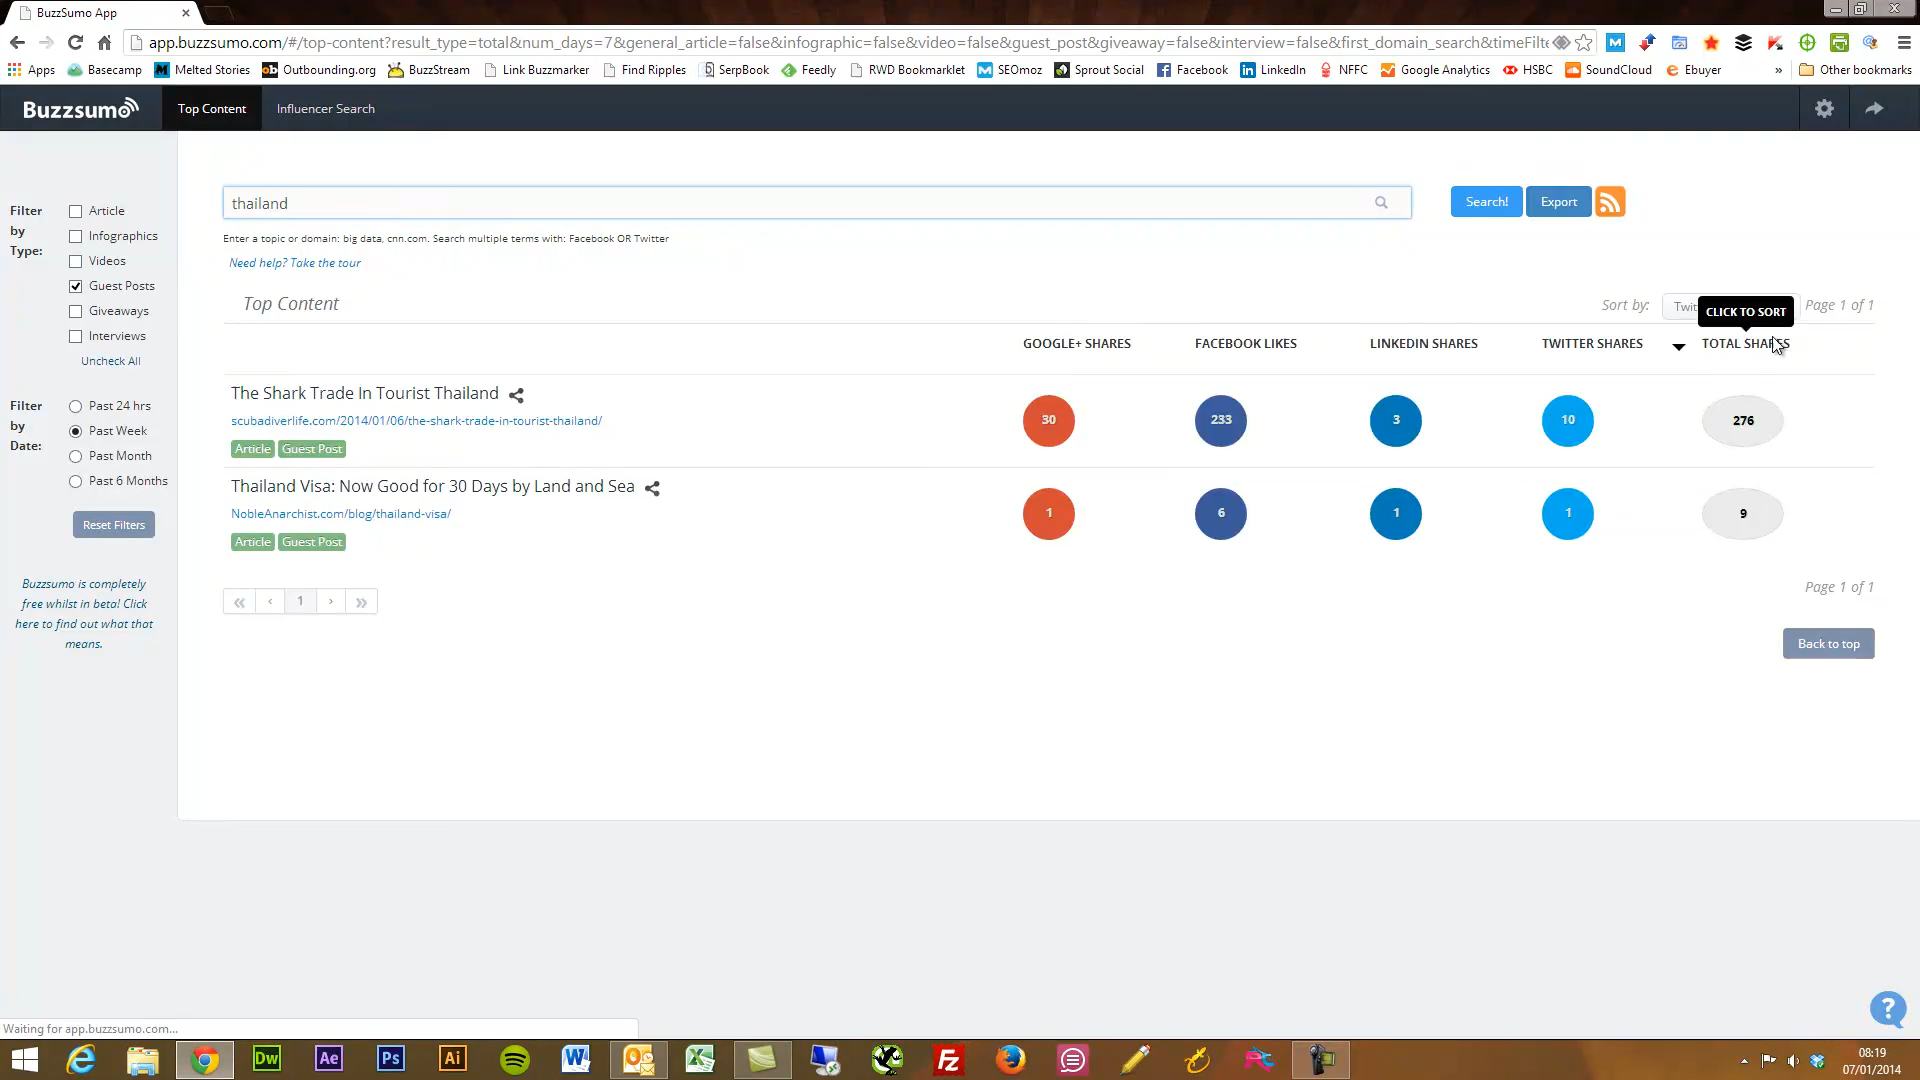 BuzzSumo App
app.buzzsumo.com/#/top-content?result_type=total&num_days=7&general_article=false&infographic=false&video=false&guest_post&giveaway=false&interview=false&first_domain_search&timeFilte
Apps Basecamp Melted Stories Outbounding.org BuzzStream Link Buzzmarker Find Ripples SerpBook Feedly RWD Bookmarklet SEOmoz Sprout Social Facebook LinkedIn NFFC Google Analytics HSBC SoundCloud Ebuyer » Other bookmarks
Buzzsumo Top Content Influencer Search
Filter by Type:
Article
Infographics
Videos
Guest Posts
Giveaways
Interviews
Uncheck All
Filter by Date:
Past 24 hrs
Past Week
Past Month
Past 6 Months
Reset Filters
Buzzsumo is completely
free whilst in beta! Click
here to find out what that
means.
thailand
Search! Export
Enter a topic or domain: big data, cnn.com. Search multiple terms with: Facebook OR Twitter
Need help? Take the tour
Top Content Sort by: Twit Page 1 of 1
CLICK TO SORT
GOOGLE+ SHARES FACEBOOK LIKES LINKEDIN SHARES TWITTER SHARES TOTAL SHARES
The Shark Trade In Tourist Thailand
scubadiverlife.com/2014/01/06/the-shark-trade-in-tourist-thailand/
Article Guest Post
30 233 3 10 276
Thailand Visa: Now Good for 30 Days by Land and Sea
NobleAnarchist.com/blog/thailand-visa/
Article Guest Post
1 6 1 1 9
« ‹ 1 › »
Page 1 of 1
Back to top
?
Waiting for app.buzzsumo.com...
Dw Ae Ps Ai Fz
08:19
07/01/2014